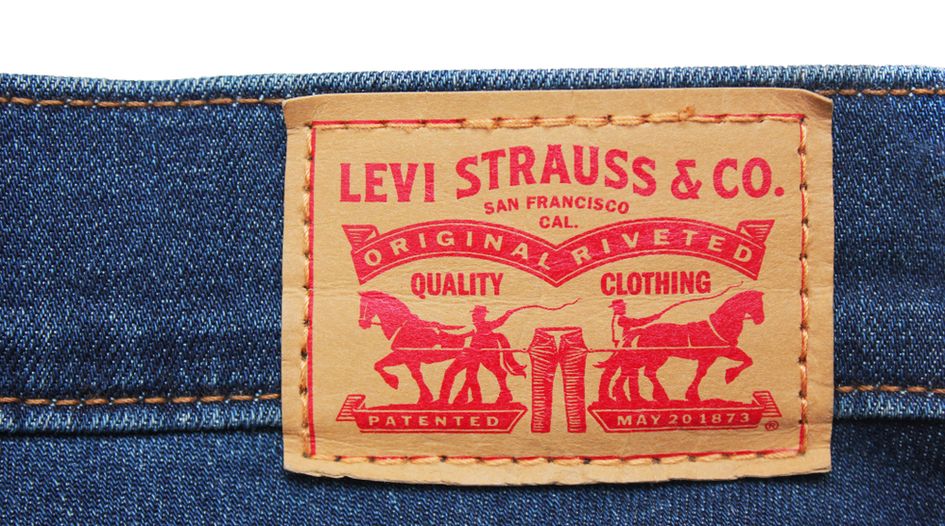 LEVI STRAUSS & CO.
SAN FRANCISCO
CAL.
ORIGINAL RIVETED
QUALITY CLOTHING
PATENTED MAY 20 1873 ®